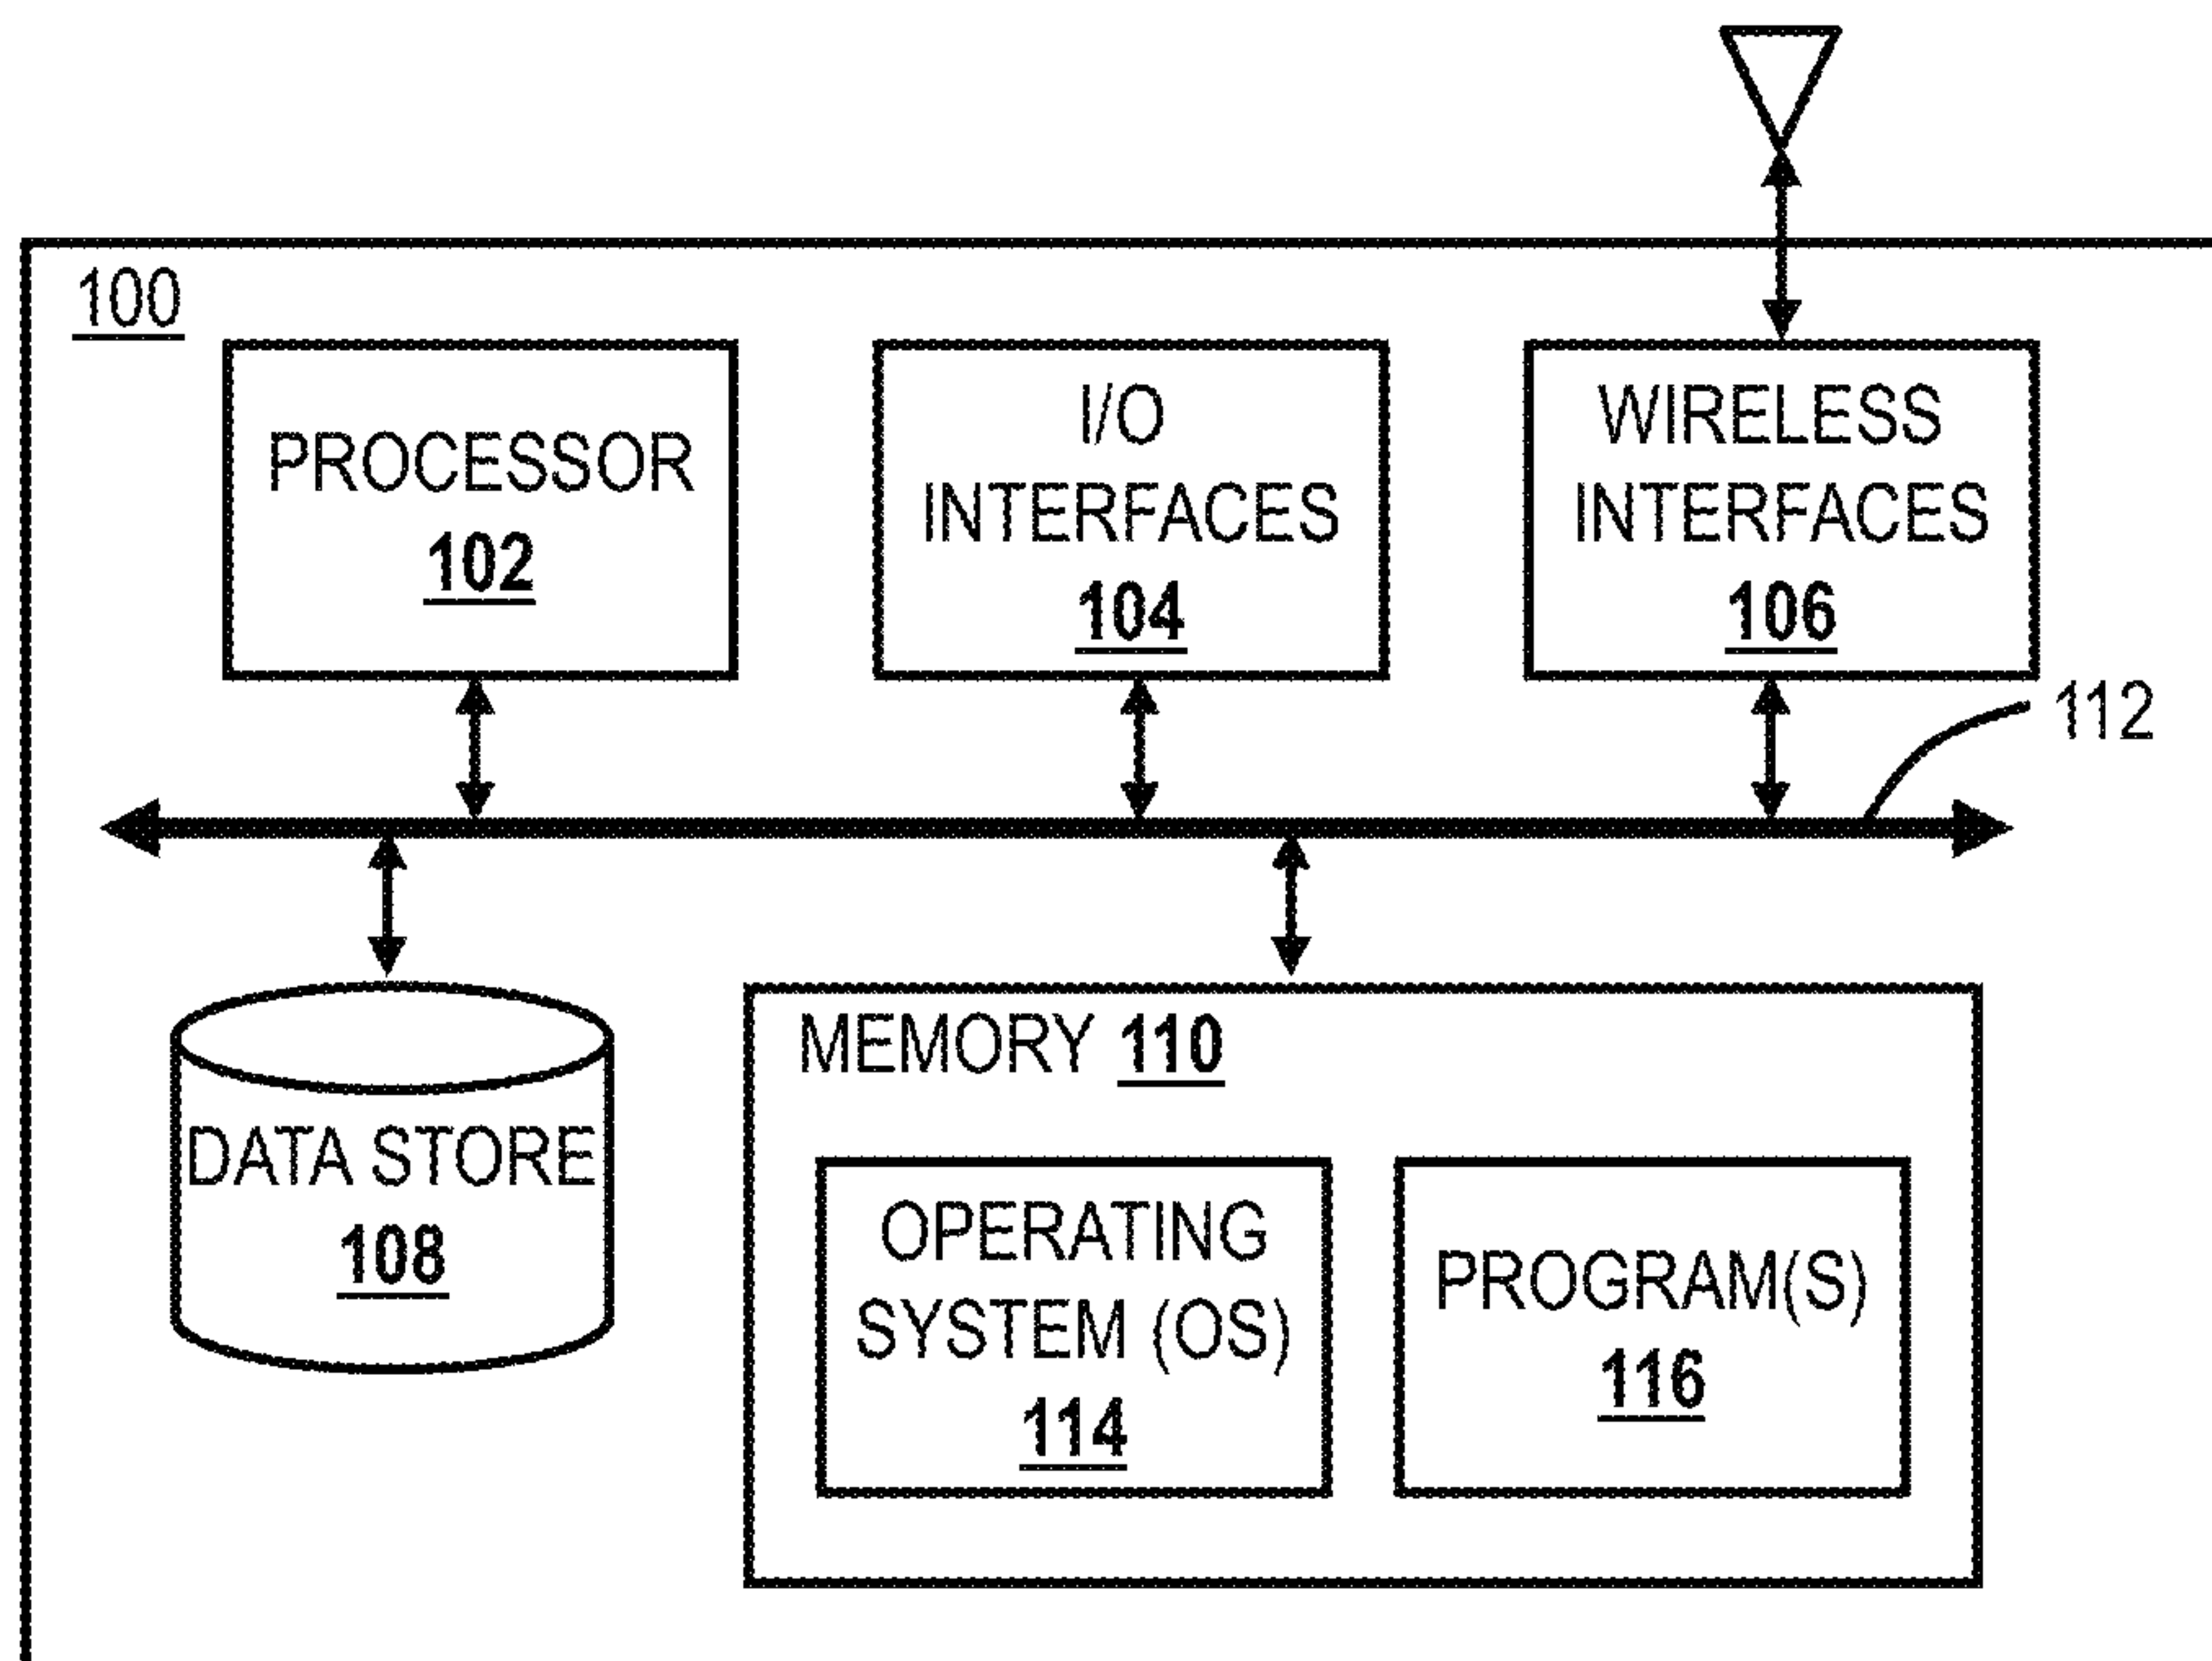 100
PROCESSOR
102
I/O
INTERFACES
104
WIRELESS
INTERFACES
106
112
DATA STORE
108
MEMORY 110
OPERATING
SYSTEM (OS)
114
PROGRAM(S)
116